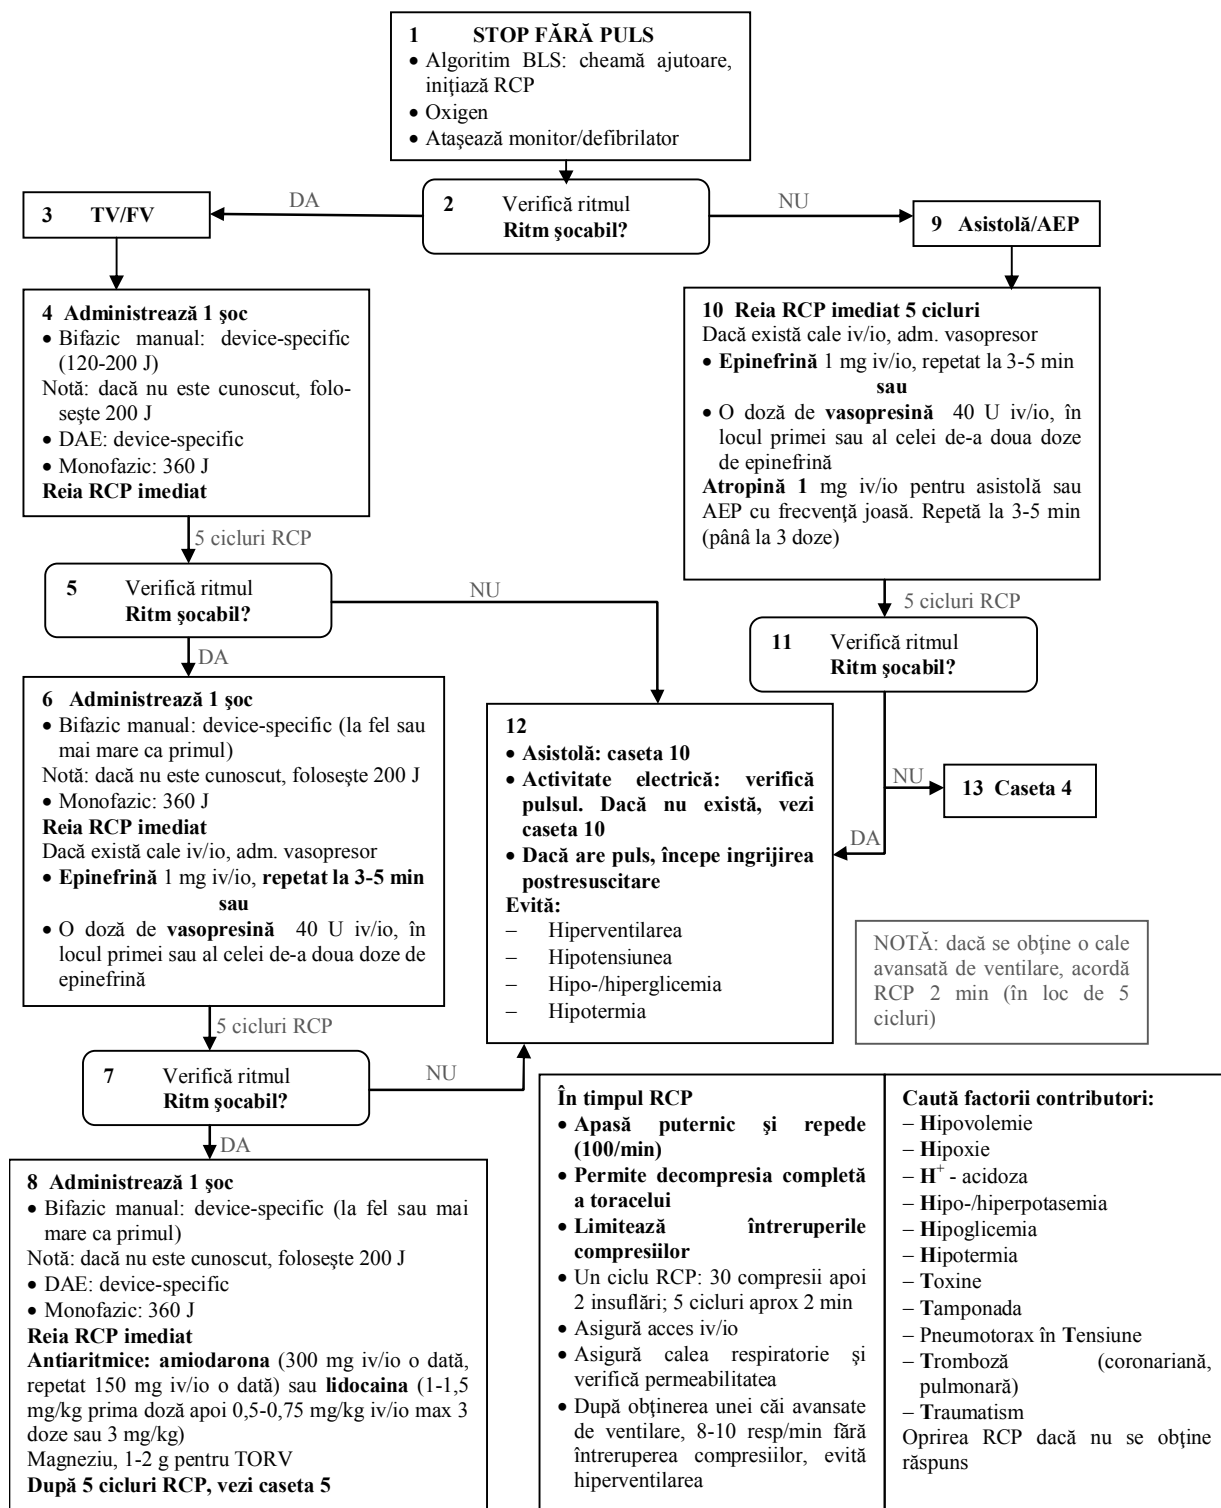 1 STOP FĂRĂ PULS
• Algoritim BLS: cheamă ajutoare,
iniţiază RCP
• Oxigen
• Ataşează monitor/defibrilator
DA
2 Verifică ritmul
Ritm şocabil?
NU
3 TV/FV
9 Asistolă/AEP
4 Administrează 1 şoc
• Bifazic manual: device-specific
(120-200 J)
Notă: dacă nu este cunoscut, folo-
seşte 200 J
• DAE: device-specific
• Monofazic: 360 J
Reia RCP imediat
5 cicluri RCP
10 Reia RCP imediat 5 cicluri
Dacă există cale iv/io, adm. vasopresor
• Epinefrină 1 mg iv/io, repetat la 3-5 min
sau
• O doză de vasopresină 40 U iv/io, în
locul primei sau al celei de-a doua doze
de epinefrină
Atropină 1 mg iv/io pentru asistolă sau
AEP cu frecvenţă joasă. Repetă la 3-5 min
(până la 3 doze)
5 cicluri RCP
5 Verifică ritmul
Ritm şocabil?
NU
DA
11 Verifică ritmul
Ritm şocabil?
NU
DA
13 Caseta 4
6 Administrează 1 şoc
• Bifazic manual: device-specific (la fel sau
mai mare ca primul)
Notă: dacă nu este cunoscut, foloseşte 200 J
• Monofazic: 360 J
Reia RCP imediat
Dacă există cale iv/io, adm. vasopresor
• Epinefrină 1 mg iv/io, repetat la 3-5 min
sau
• O doză de vasopresină 40 U iv/io, în
locul primei sau al celei de-a doua doze de
epinefrină
5 cicluri RCP
12
• Asistolă: caseta 10
• Activitate electrică: verifică
pulsul. Dacă nu există, vezi
caseta 10
• Dacă are puls, începe ingrijirea
postresuscitare
Evită:
– Hiperventilarea
– Hipotensiunea
– Hipo-/hiperglicemia
– Hipotermia
NOTĂ: dacă se obţine o cale
avansată de ventilare, acordă
RCP 2 min (în loc de 5
cicluri)
7 Verifică ritmul
Ritm şocabil?
NU
DA
8 Administrează 1 şoc
• Bifazic manual: device-specific (la fel sau mai
mare ca primul)
Notă: dacă nu este cunoscut, foloseşte 200 J
• DAE: device-specific
• Monofazic: 360 J
Reia RCP imediat
Antiaritmice: amiodarona (300 mg iv/io o dată,
repetat 150 mg iv/io o dată) sau lidocaina (1-1,5
mg/kg prima doză apoi 0,5-0,75 mg/kg iv/io max 3
doze sau 3 mg/kg)
Magneziu, 1-2 g pentru TORV
După 5 cicluri RCP, vezi caseta 5
În timpul RCP
• Apasă puternic şi repede
(100/min)
• Permite decompresia completă
a toracelui
• Limitează întreruperile
compresiilor
• Un ciclu RCP: 30 compresii apoi
2 insuflări; 5 cicluri aprox 2 min
• Asigură acces iv/io
• Asigură calea respiratorie şi
verifică permeabilitatea
• După obţinerea unei căi avansate
de ventilare, 8-10 resp/min fără
întreruperea compresiilor, evită
hiperventilarea
Caută factorii contributori:
– Hipovolemie
– Hipoxie
– H⁺ - acidoza
– Hipo-/hiperpotasemia
– Hipoglicemia
– Hipotermia
– Toxine
– Tamponada
– Pneumotorax în Tensiune
– Tromboză (coronariană,
pulmonară)
– Traumatism
Oprirea RCP dacă nu se obţine
răspuns